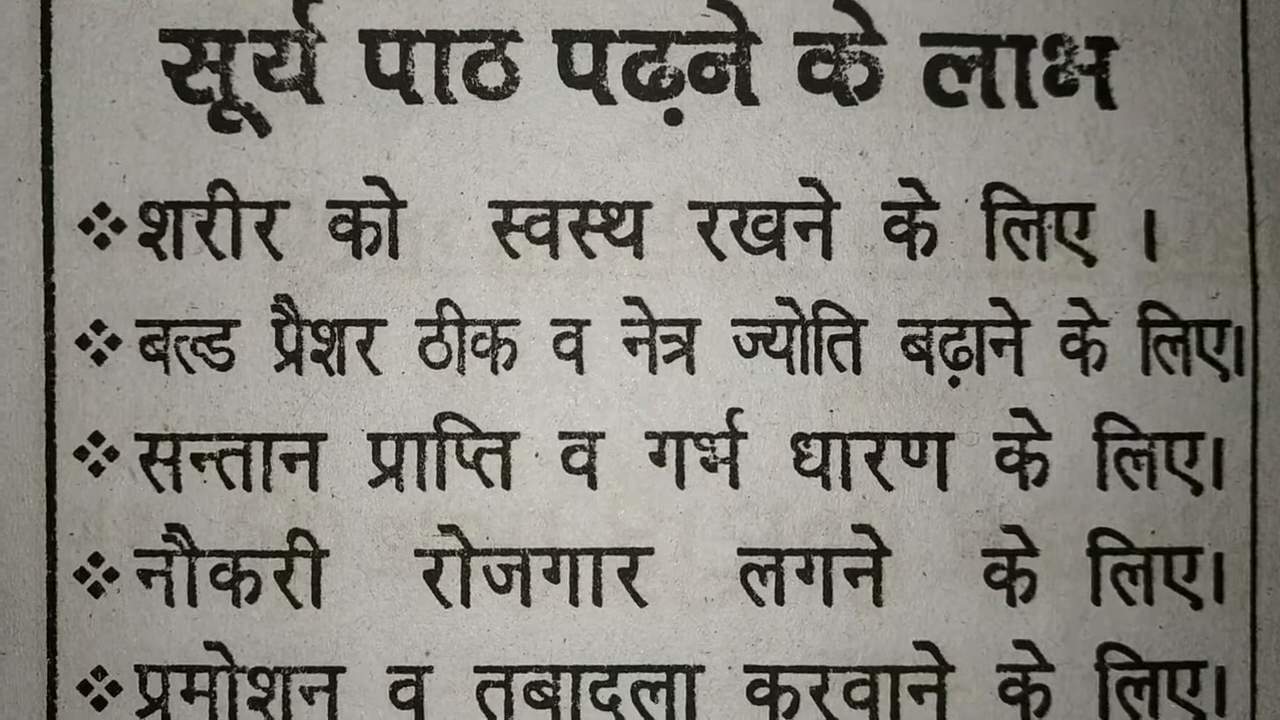 सूर्य पाठ पढ़ने के लाभ
❖ शरीर को स्वस्थ रखने के लिए ।
❖ बल्ड प्रैशर ठीक व नेत्र ज्योति बढ़ाने के लिए।
❖ सन्तान प्राप्ति व गर्भ धारण के लिए।
❖ नौकरी रोजगार लगने के लिए।
❖ प्रमोशन व तबादला करवाने के लिए।